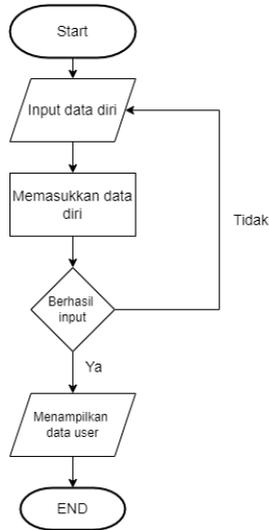 Start
Input data diri
Memasukkan data
diri
Tidak
Berhasil
input
Ya
Menampilkan
data user
END